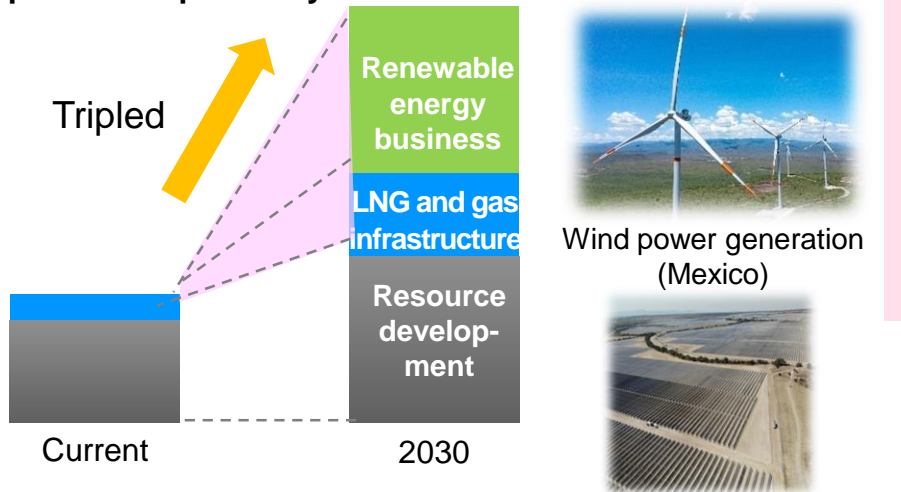 Tripled
Renewable
energy
business
LNG and gas
infrastructure
Resource
develop-
ment
Current
2030
Wind power generation
(Mexico)